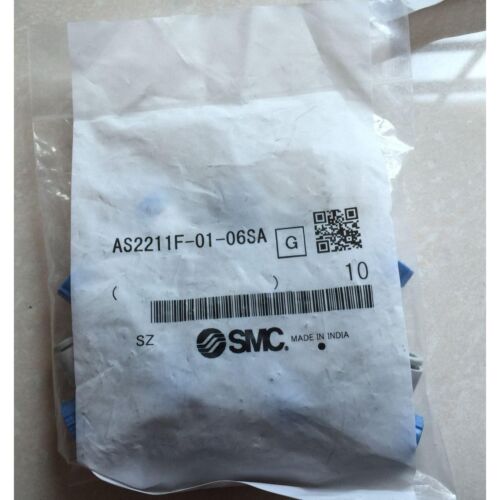 AS2211F-01-06SA G
( ) 10
SZ SMC. MADE IN INDIA